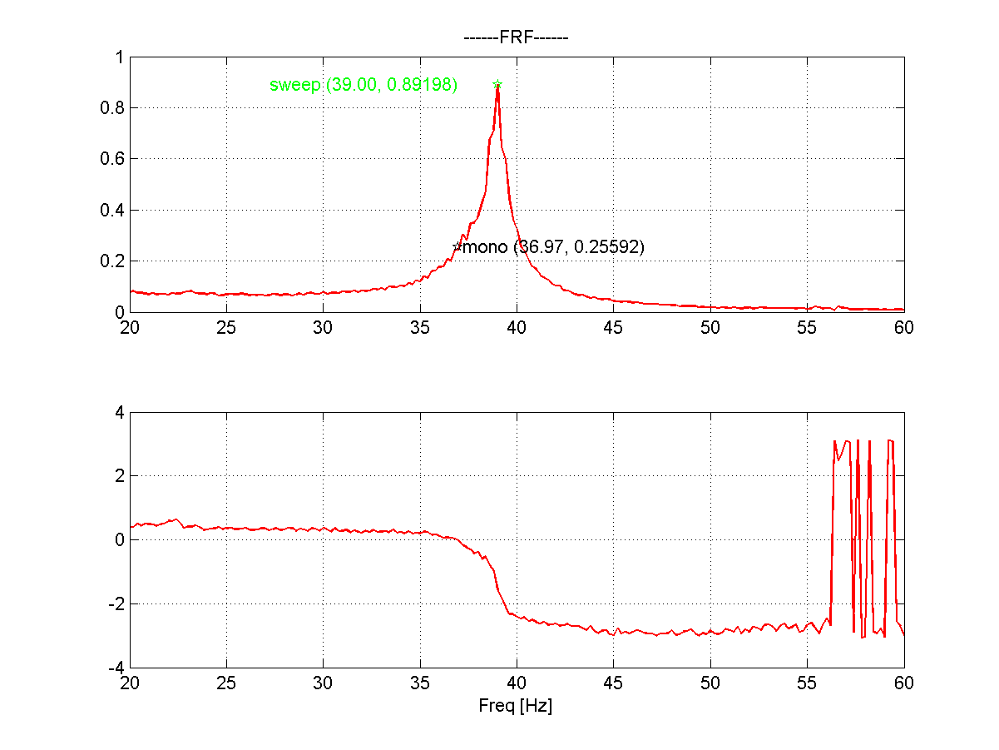 ------FRF------
1
sweep (39.00, 0.89198)
0.8
0.6
0.4
mono (36.97, 0.25592)
0.2
0
20 25 30 35 40 45 50 55 60
4
2
0
-2
-4
20 25 30 35 40 45 50 55 60
Freq [Hz]